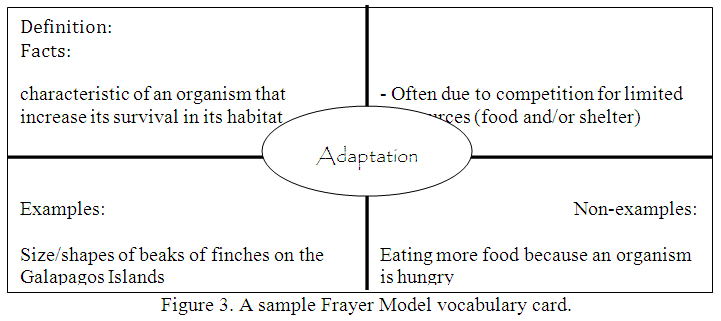 Definition:
Facts:
characteristic of an organism that
increase its survival in its habitat
- Often due to competition for limited
(food and/or shelter)
Adaptation
Examples:
Size/shapes of beaks of finches on the
Galapagos Islands
Non-examples:
Eating more food because an organism
is hungry
Figure 3. A sample Frayer Model vocabulary card.